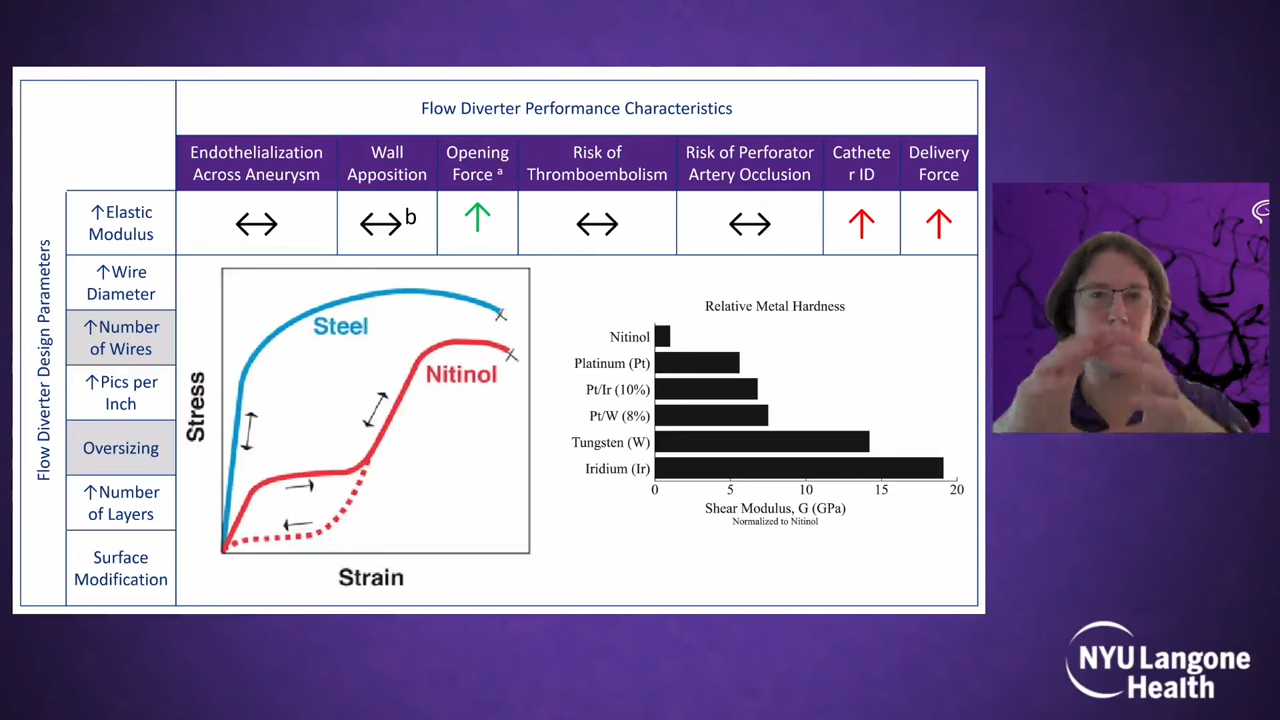 Flow Diverter Performance Characteristics
Endothelialization
Across Aneurysm
Wall
Apposition
Opening
Force a
Risk of
Thromboembolism
Risk of Perforator
Artery Occlusion
Cathete
r ID
Delivery
Force
Flow Diverter Design Parameters
↑Elastic
Modulus
↔
↔b
↑
↔
↔
↑
↑
↑Wire
Diameter
↑Number
of Wires
↑Pics per
Inch
Oversizing
↑Number
of Layers
Surface
Modification
Stress
Steel
Nitinol
Strain
Relative Metal Hardness
Nitinol
Platinum (Pt)
Pt/Ir (10%)
Pt/W (8%)
Tungsten (W)
Iridium (Ir)
0 5 10 15 20
Shear Modulus, G (GPa)
Normalized to Nitinol
NYU Langone
Health